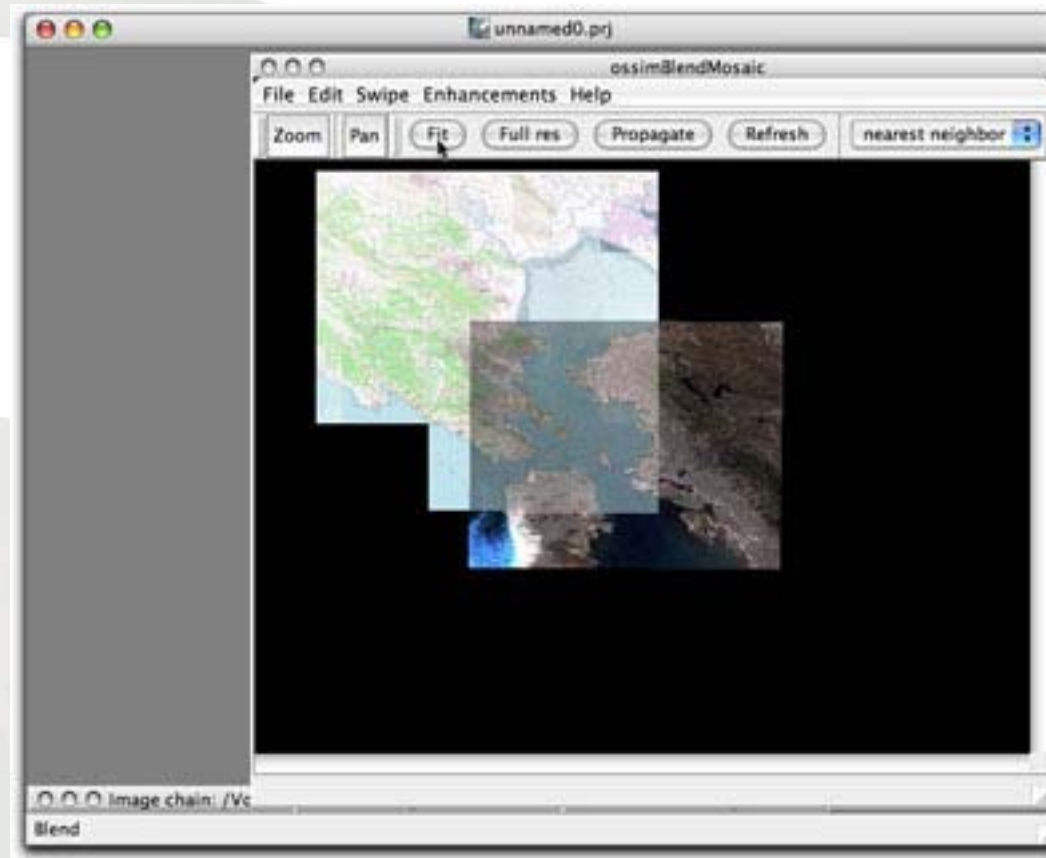 unnamed0.prj
ossimBlendMosaic
File Edit Swipe Enhancements Help
Zoom Pan Fit Full res Propagate Refresh nearest neighbor
Image chain: /Vo
Blend